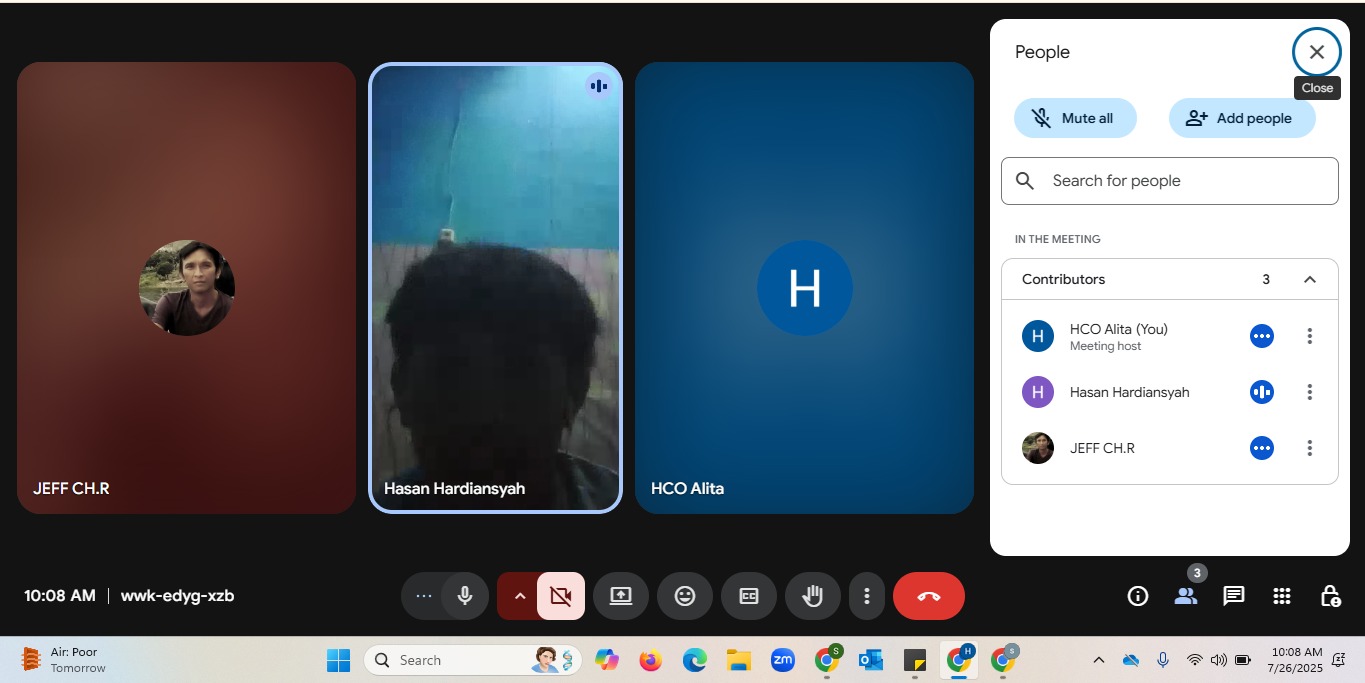 People
Close
Mute all
Add people
Search for people
IN THE MEETING
Contributors 3
H HCO Alita (You)
Meeting host
H Hasan Hardiansyah
JEFF CH.R
H
JEFF CH.R
Hasan Hardiansyah
HCO Alita
10:08 AM | wwk-edyg-xzb
CC
3
Air: Poor
Tomorrow
Search
zm
S
H
S
10:08 AM
7/26/2025